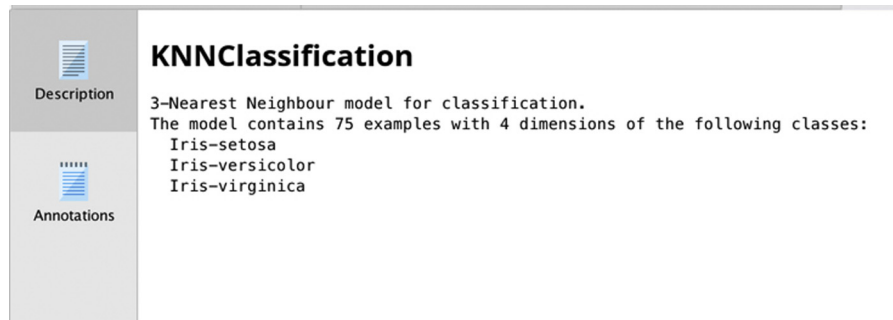 KNNClassification
Description
3-Nearest Neighbour model for classification.
The model contains 75 examples with 4 dimensions of the following classes:
Iris-setosa
Iris-versicolor
Iris-virginica
Annotations